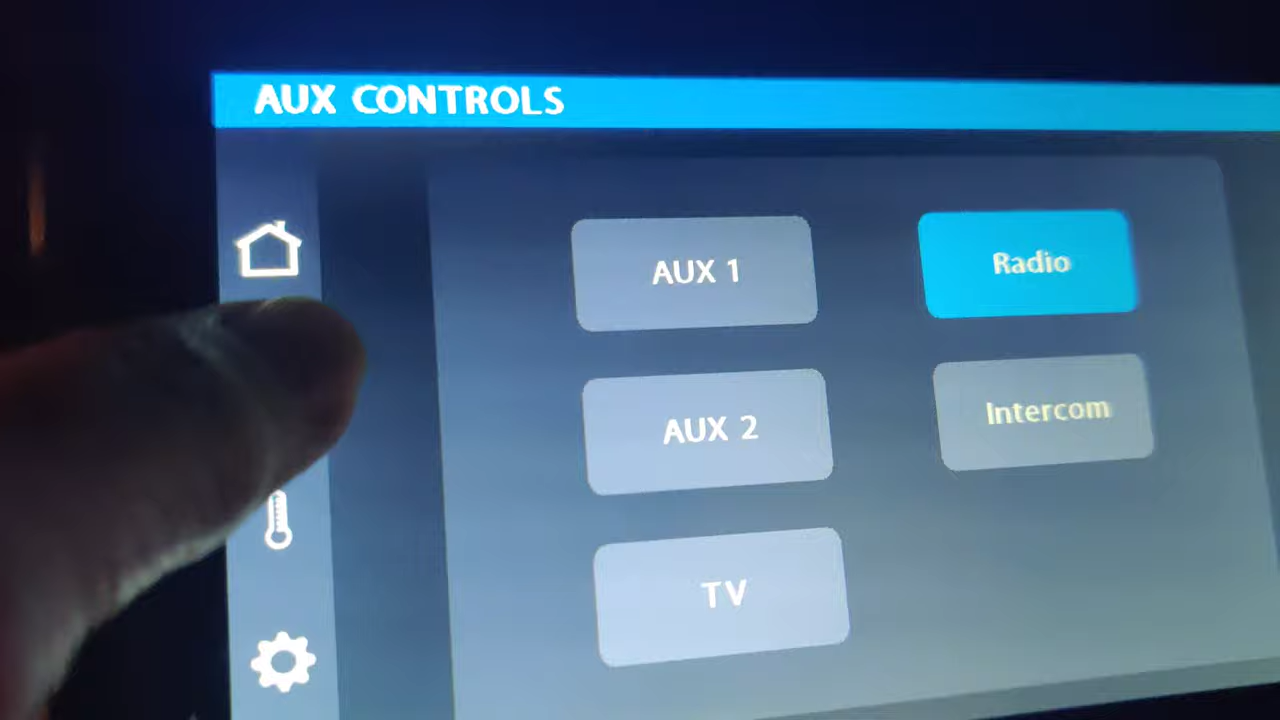 AUX CONTROLS
AUX 1
Radio
AUX 2
Intercom
TV